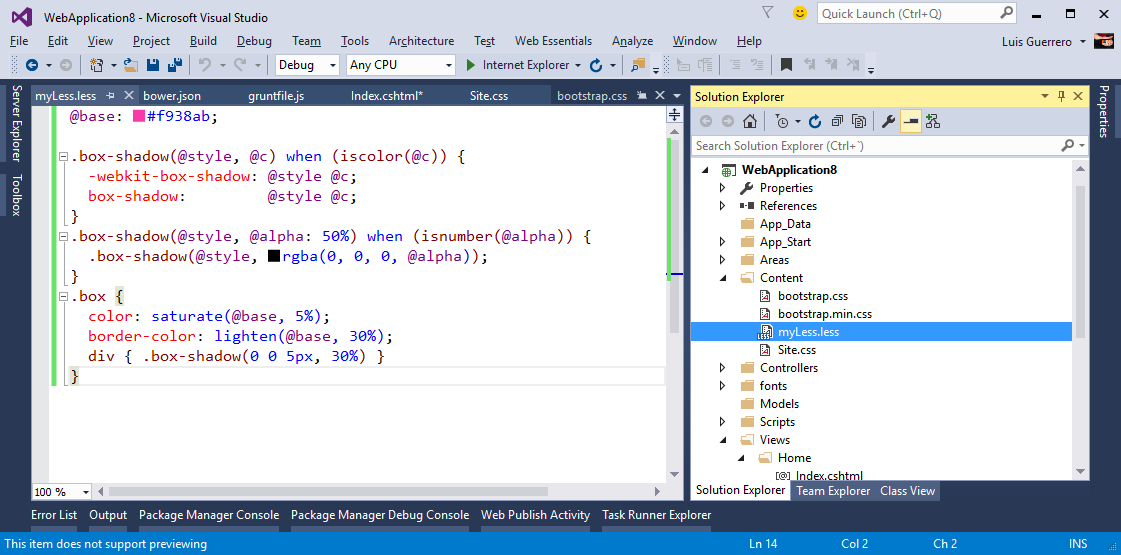 WebApplication8 - Microsoft Visual Studio
Quick Launch (Ctrl+Q)
File Edit View Project Build Debug Team Tools Architecture Test Web Essentials Analyze Window Help
Luis Guerrero
Debug Any CPU Internet Explorer
Server Explorer
Toolbox
myLess.less bower.json gruntfile.js Index.cshtml* Site.css bootstrap.css
@base: #f938ab;
.box-shadow(@style, @c) when (iscolor(@c)) {
-webkit-box-shadow: @style @c;
box-shadow: @style @c;
}
.box-shadow(@style, @alpha: 50%) when (isnumber(@alpha)) {
.box-shadow(@style, rgba(0, 0, 0, @alpha));
}
.box {
color: saturate(@base, 5%);
border-color: lighten(@base, 30%);
div { .box-shadow(0 0 5px, 30%) }
}
100 %
Solution Explorer
Search Solution Explorer (Ctrl+`)
WebApplication8
Properties
References
App_Data
App_Start
Areas
Content
bootstrap.css
bootstrap.min.css
LESS myLess.less
Site.css
Controllers
fonts
Models
Scripts
Views
Home
[@] Index.cshtml
Solution Explorer Team Explorer Class View
Properties
Error List Output Package Manager Console Package Manager Debug Console Web Publish Activity Task Runner Explorer
This item does not support previewing Ln 14 Col 2 Ch 2 INS